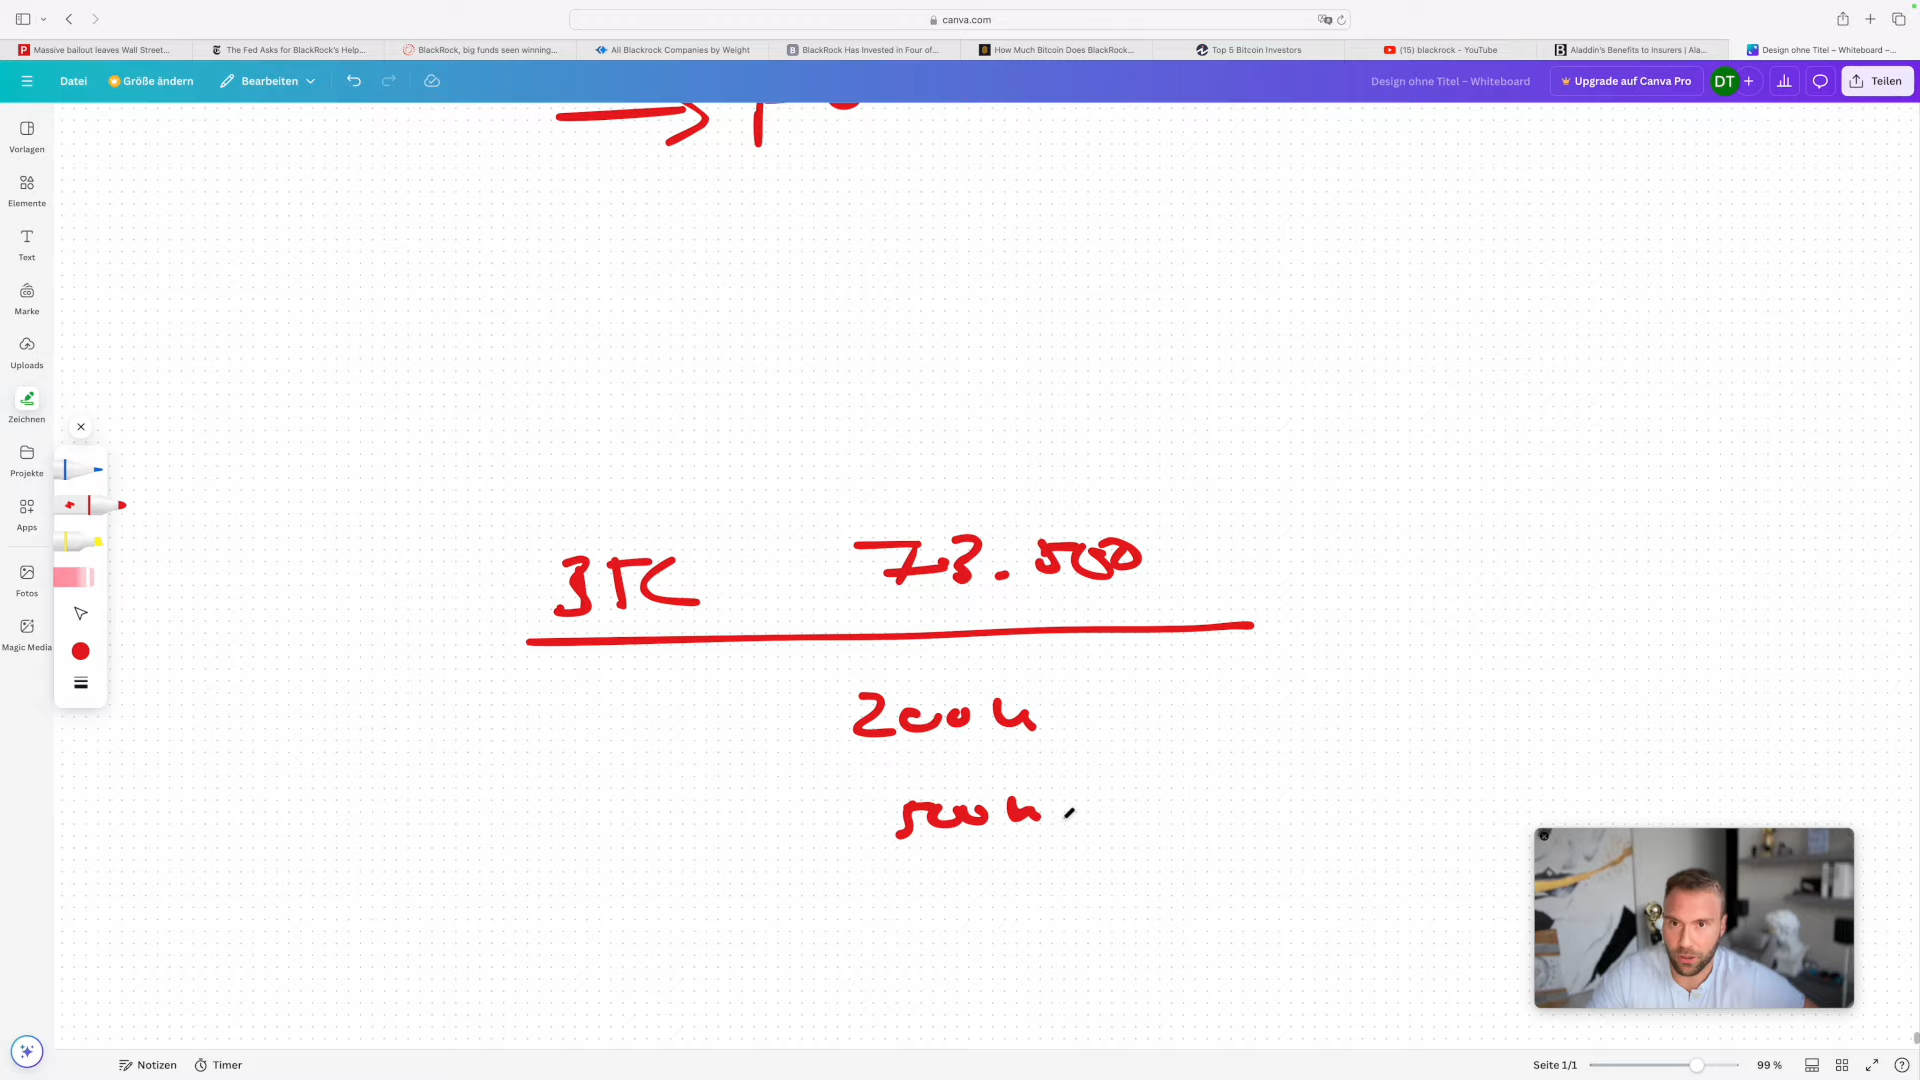 canva.com
Massive bailout leaves Wall Street...
The Fed Asks for BlackRock's Help...
BlackRock, big funds seen winning...
All Blackrock Companies by Weight
BlackRock Has Invested in Four of...
How Much Bitcoin Does BlackRock...
Top 5 Bitcoin Investors
(15) blackrock - YouTube
Aladdin's Benefits to Insurers | Ala...
Design ohne Titel – Whiteboard –...
Datei
Größe ändern
Bearbeiten
Design ohne Titel – Whiteboard
Upgrade auf Canva Pro
DT
Teilen
Vorlagen
Elemente
Text
Marke
Uploads
Zeichnen
Projekte
Apps
Fotos
Magic Media
BTC 73.500
200k
500k
Notizen
Timer
Seite 1/1
99 %